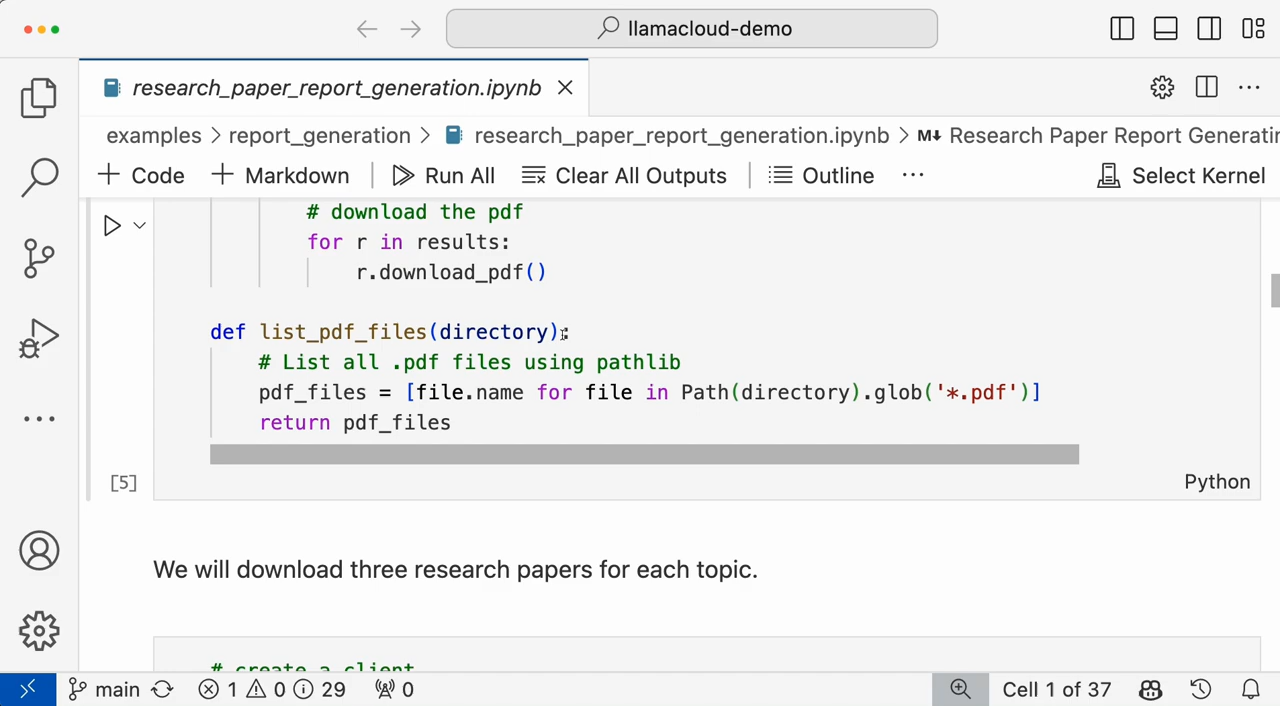 llamacloud-demo
research_paper_report_generation.ipynb
examples > report_generation > research_paper_report_generation.ipynb > M↓ Research Paper Report Generatin
+ Code + Markdown Run All Clear All Outputs Outline ... Select Kernel
# download the pdf
for r in results:
r.download_pdf()
def list_pdf_files(directory):
# List all .pdf files using pathlib
pdf_files = [file.name for file in Path(directory).glob('*.pdf')]
return pdf_files
[5]
Python
We will download three research papers for each topic.
# create a client
main 1 0 29 0 Cell 1 of 37